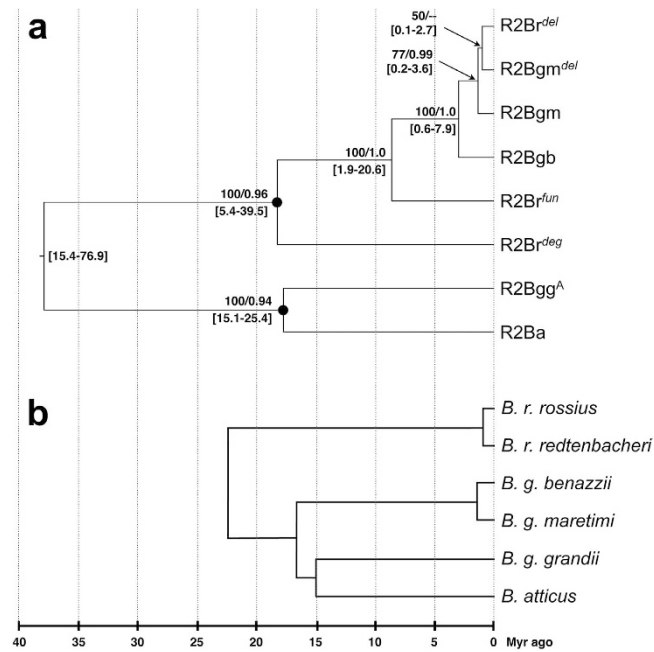 a
50/--
[0.1-2.7]
R2Br^del
77/0.99
[0.2-3.6]
R2Bgm^del
R2Bgm
100/1.0
[0.6-7.9]
R2Bgb
100/1.0
[1.9-20.6]
R2Br^fun
100/0.96
[5.4-39.5]
R2Br^deg
[15.4-76.9]
R2Bgg^A
100/0.94
[15.1-25.4]
R2Ba
b
B. r. rossius
B. r. redtenbacheri
B. g. benazzii
B. g. maretimi
B. g. grandii
B. atticus
40 35 30 25 20 15 10 5 0 Myr ago